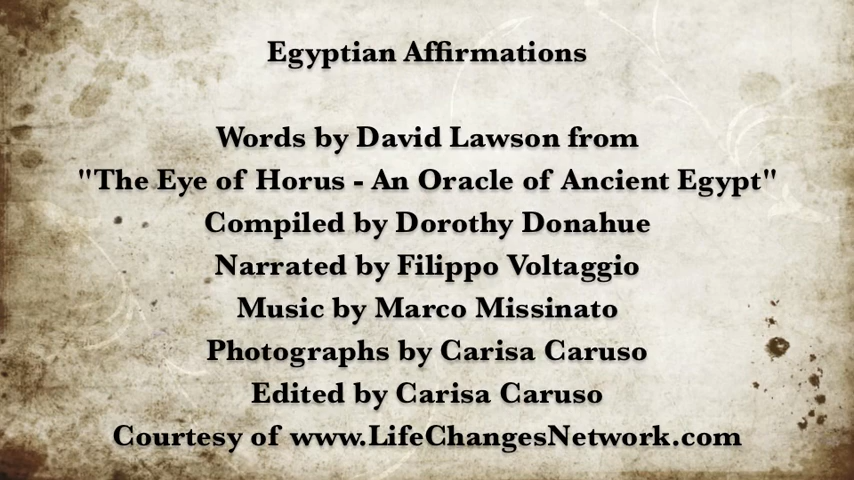 Egyptian Affirmations
Words by David Lawson from
"The Eye of Horus - An Oracle of Ancient Egypt"
Compiled by Dorothy Donahue
Narrated by Filippo Voltaggio
Music by Marco Missinato
Photographs by Carisa Caruso
Edited by Carisa Caruso
Courtesy of www.LifeChangesNetwork.com